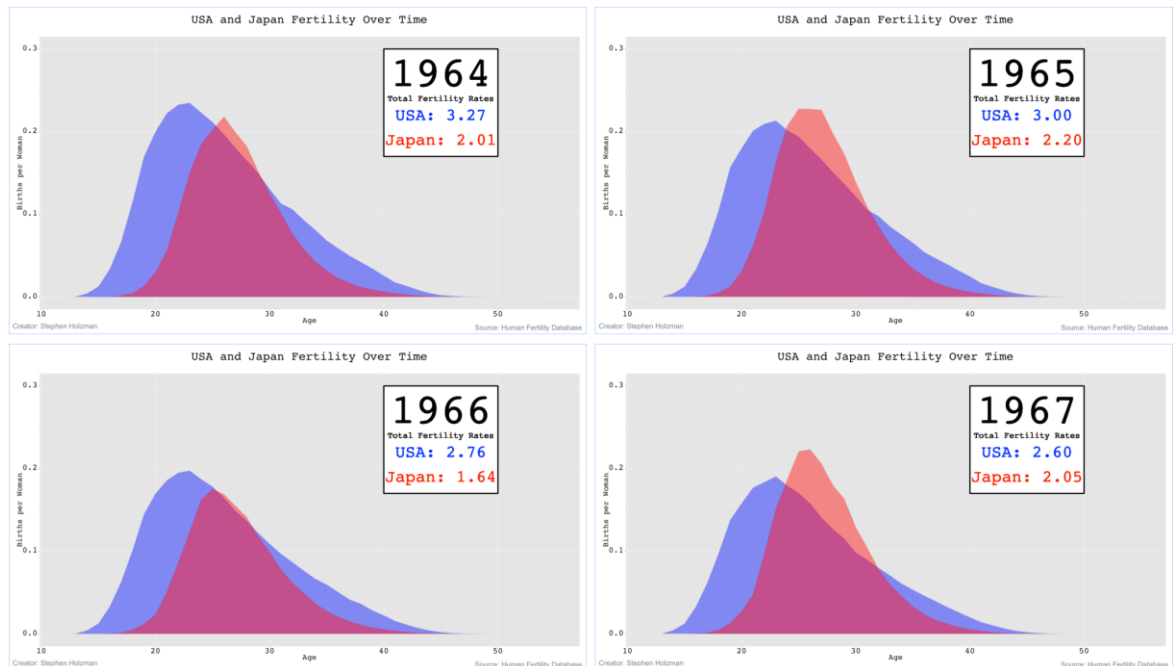 USA and Japan Fertility Over Time
0.3
1964
Total Fertility Rates
USA: 3.27
Japan: 2.01
0.2
Births per Woman
0.1
0.0
10 20 30 40 50
Age
Creator: Stephen Holzman Source: Human Fertility Database
USA and Japan Fertility Over Time
0.3
1965
Total Fertility Rates
USA: 3.00
Japan: 2.20
0.2
Births per Woman
0.1
0.0
10 20 30 40 50
Age
Creator: Stephen Holzman Source: Human Fertility Database
USA and Japan Fertility Over Time
0.3
1966
Total Fertility Rates
USA: 2.76
Japan: 1.64
0.2
Births per Woman
0.1
0.0
10 20 30 40 50
Age
Creator: Stephen Holzman Source: Human Fertility Database
USA and Japan Fertility Over Time
0.3
1967
Total Fertility Rates
USA: 2.60
Japan: 2.05
0.2
Births per Woman
0.1
0.0
10 20 30 40 50
Age
Creator: Stephen Holzman Source: Human Fertility Database